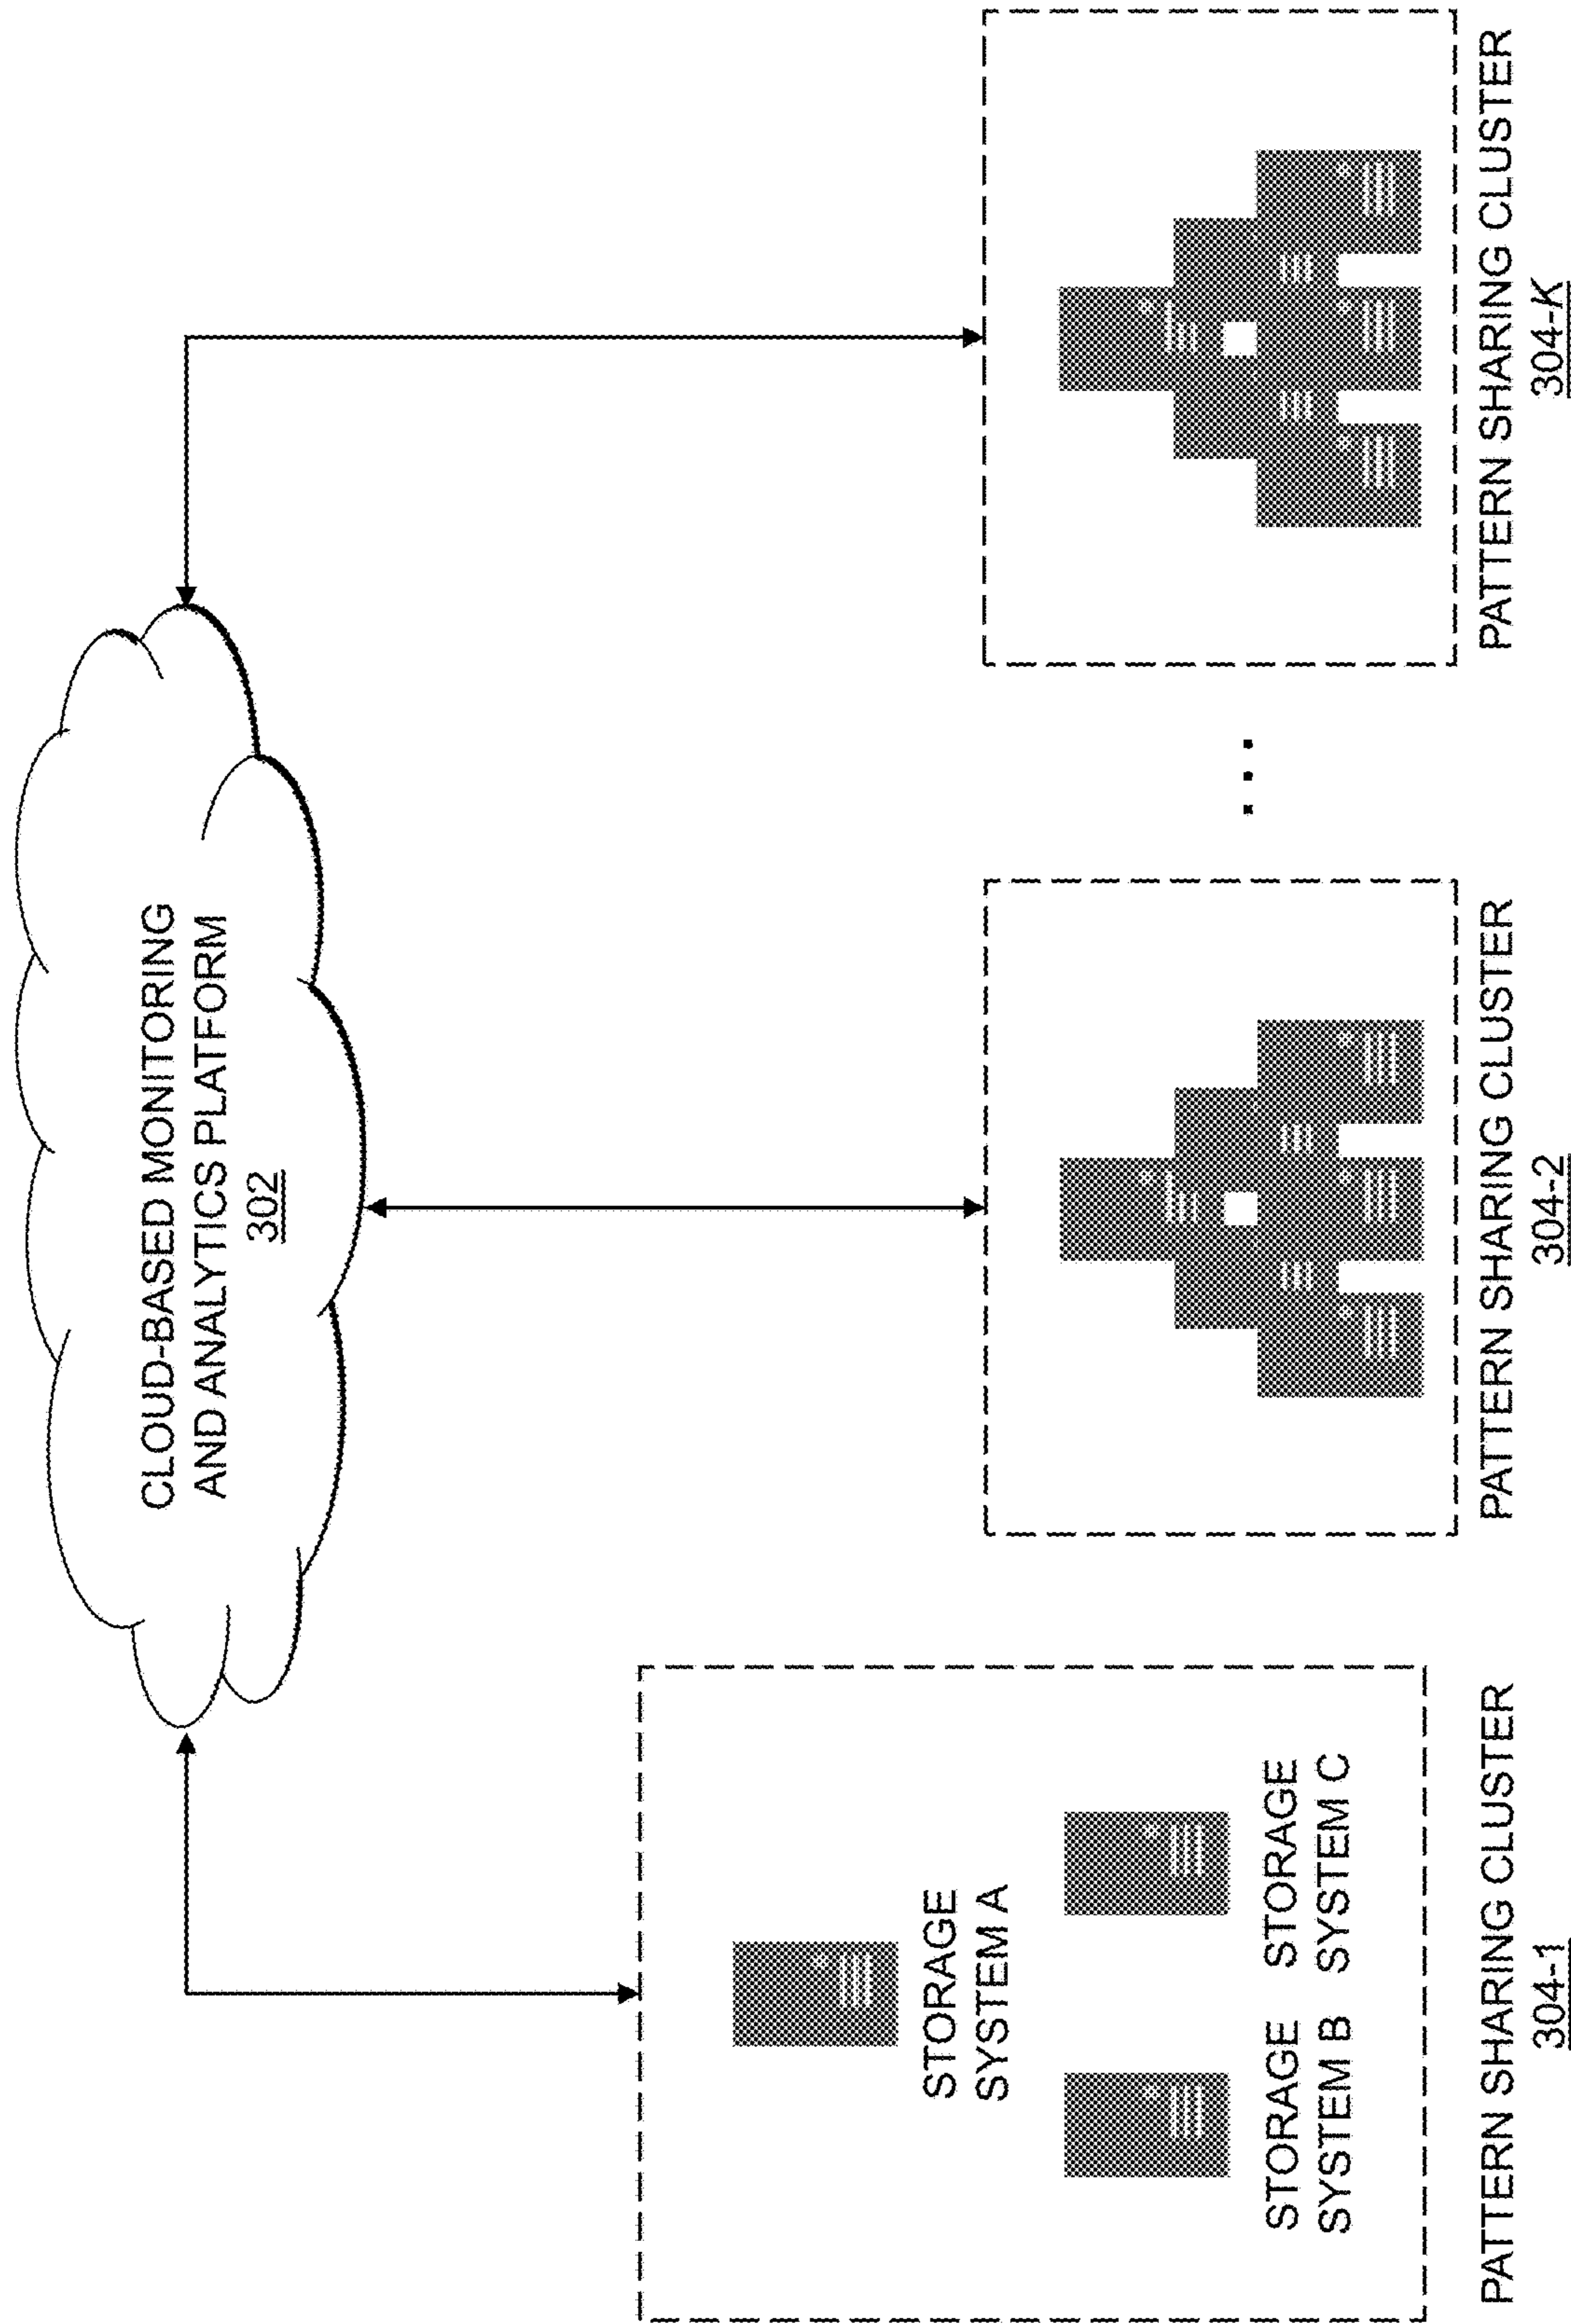 CLOUD-BASED MONITORING
AND ANALYTICS PLATFORM
302
STORAGE
SYSTEM A
STORAGE
SYSTEM B
STORAGE
SYSTEM C
PATTERN SHARING CLUSTER
304-1
PATTERN SHARING CLUSTER
304-2
...
PATTERN SHARING CLUSTER
304-K